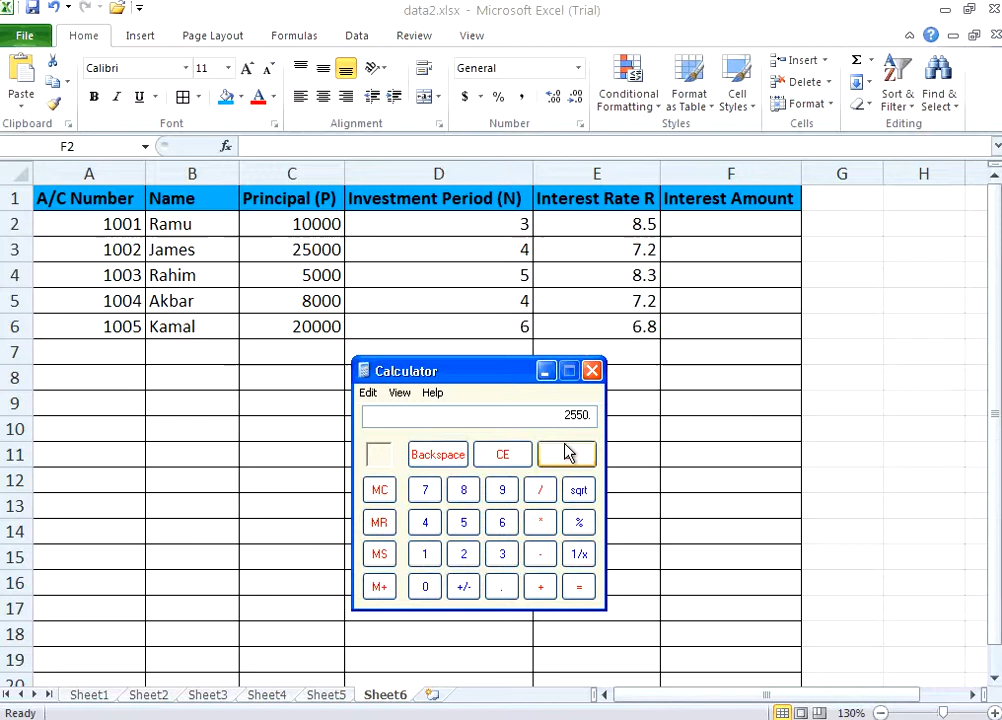 data2.xlsx - Microsoft Excel (Trial)
File Home Insert Page Layout Formulas Data Review View
Paste
Calibri 11 A A
B I U A
General
$ % , .00 .0
Conditional Formatting
Format as Table
Cell Styles
Insert
Delete
Format
Σ
Sort & Filter
Find & Select
Clipboard Font Alignment Number Styles Cells Editing
F2 fx
A B C D E F G H
1 A/C Number Name Principal (P) Investment Period (N) Interest Rate R Interest Amount
2 1001 Ramu 10000 3 8.5
3 1002 James 25000 4 7.2
4 1003 Rahim 5000 5 8.3
5 1004 Akbar 8000 4 7.2
6 1005 Kamal 20000 6 6.8
7
8
9
10
11
12
13
14
15
16
17
18
19
20
Calculator
Edit View Help
2550.
Backspace CE
MC 7 8 9 / sqrt
MR 4 5 6 * %
MS 1 2 3 - 1/x
M+ 0 +/- . + =
Sheet1 Sheet2 Sheet3 Sheet4 Sheet5 Sheet6
Ready 130%